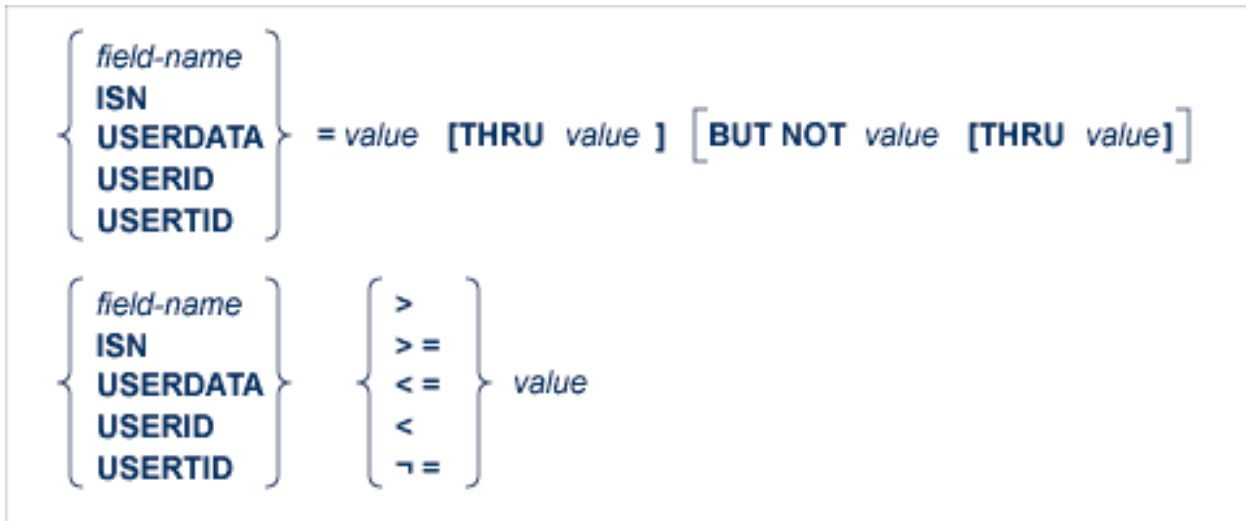 field-name
ISN
USERDATA = value [THRU value ] [BUT NOT value [THRU value]]
USERID
USERTID
field-name >
ISN > =
USERDATA < = value
USERID <
USERTID ¬ =